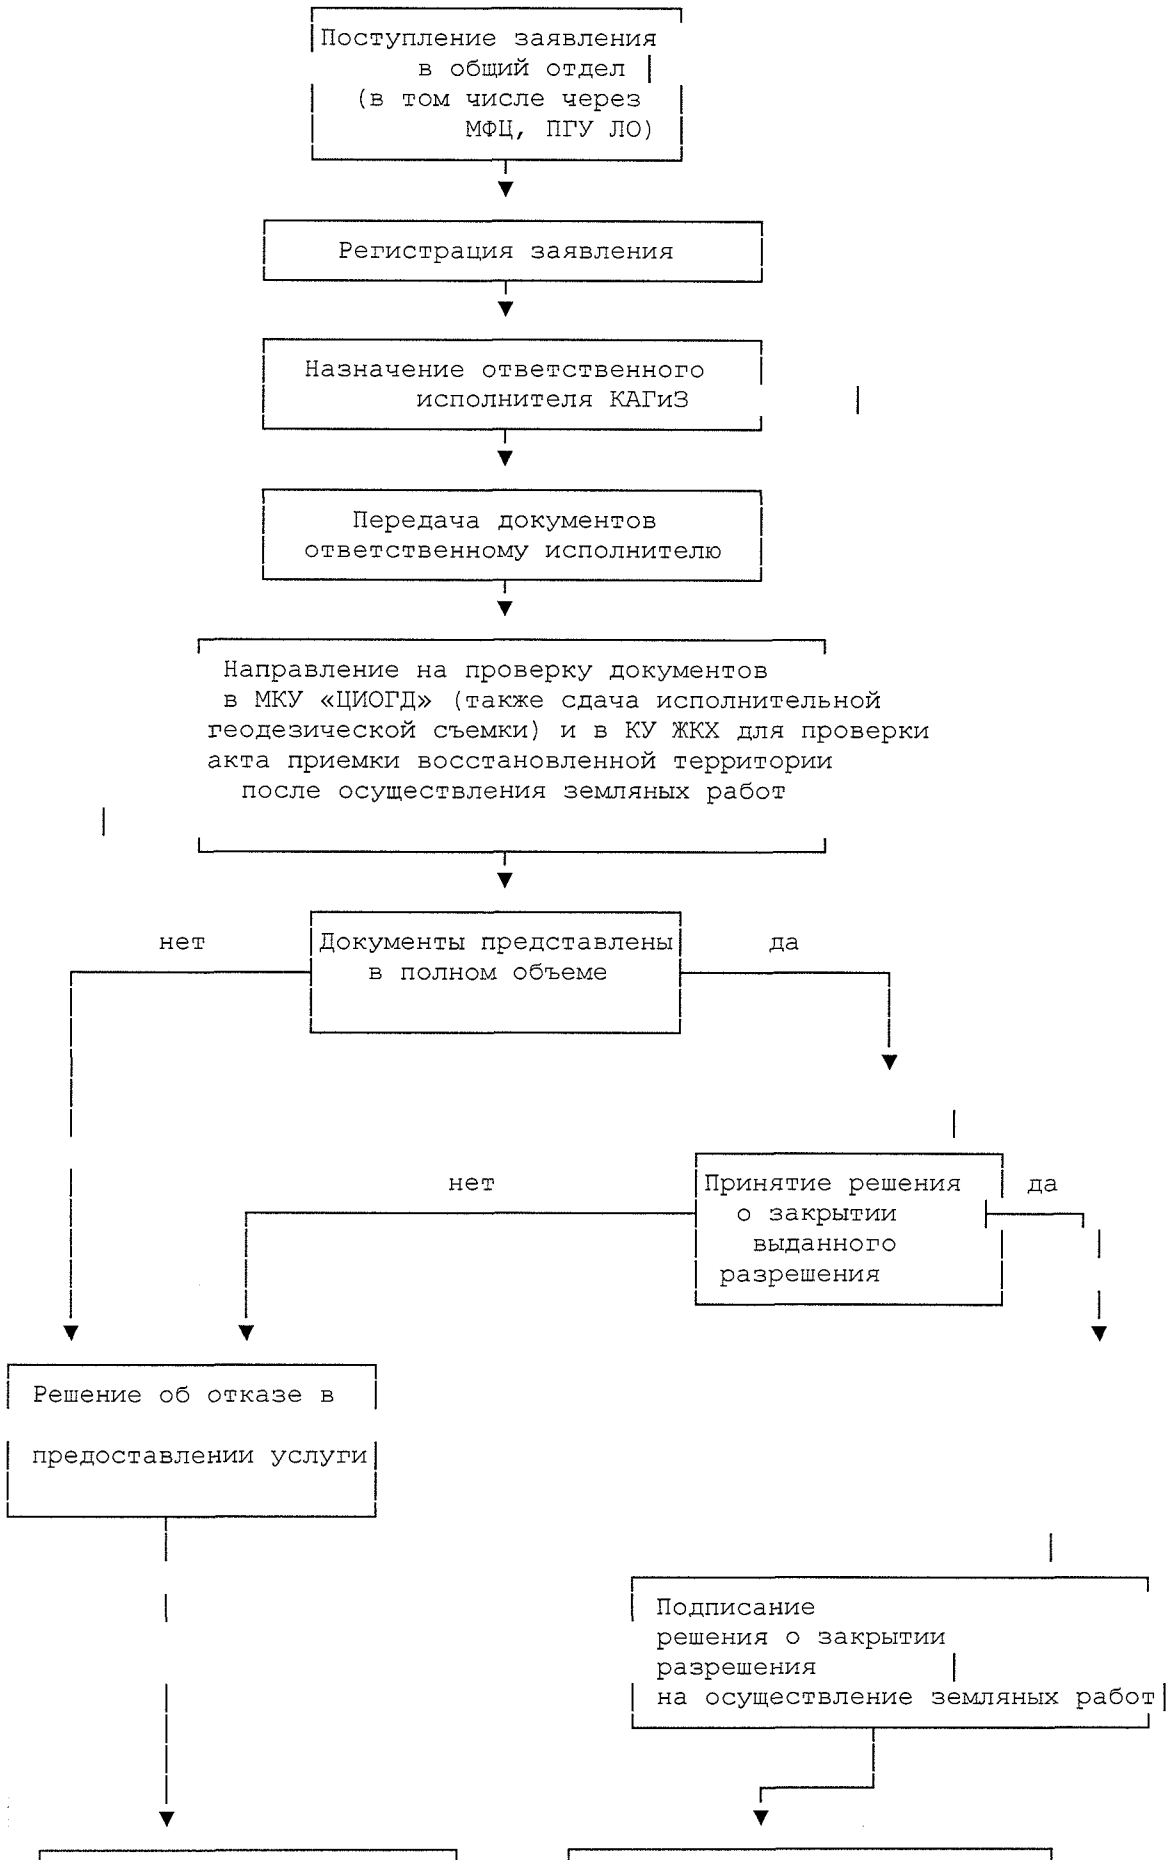 Поступление заявления
в общий отдел
(в том числе через
МФЦ, ПГУ ЛО)
Регистрация заявления
Назначение ответственного
исполнителя КАГиЗ
Передача документов
ответственному исполнителю
Направление на проверку документов
в МКУ «ЦИОГД» (также сдача исполнительной
геодезической съемки) и в КУ ЖКХ для проверки
акта приемки восстановленной территории
после осуществления земляных работ
нет
Документы представлены
в полном объеме
да
нет
Принятие решения
о закрытии
выданного
разрешения
да
Решение об отказе в
предоставлении услуги
Подписание
решения о закрытии
разрешения
на осуществление земляных работ